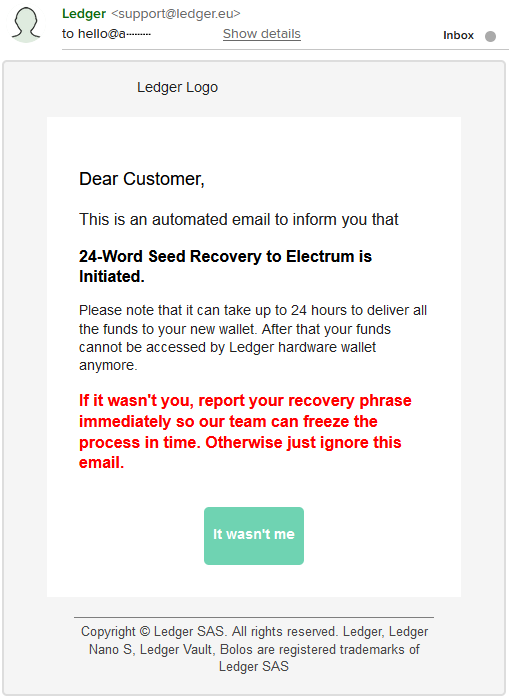 Ledger <support@ledger.eu>
to hello@a·········
Show details
Inbox
Ledger Logo
Dear Customer,
This is an automated email to inform you that
24-Word Seed Recovery to Electrum is
Initiated.
Please note that it can take up to 24 hours to deliver all
the funds to your new wallet. After that your funds
cannot be accessed by Ledger hardware wallet
anymore.
If it wasn't you, report your recovery phrase
immediately so our team can freeze the
process in time. Otherwise just ignore this
email.
It wasn't me
Copyright © Ledger SAS. All rights reserved. Ledger, Ledger
Nano S, Ledger Vault, Bolos are registered trademarks of
Ledger SAS